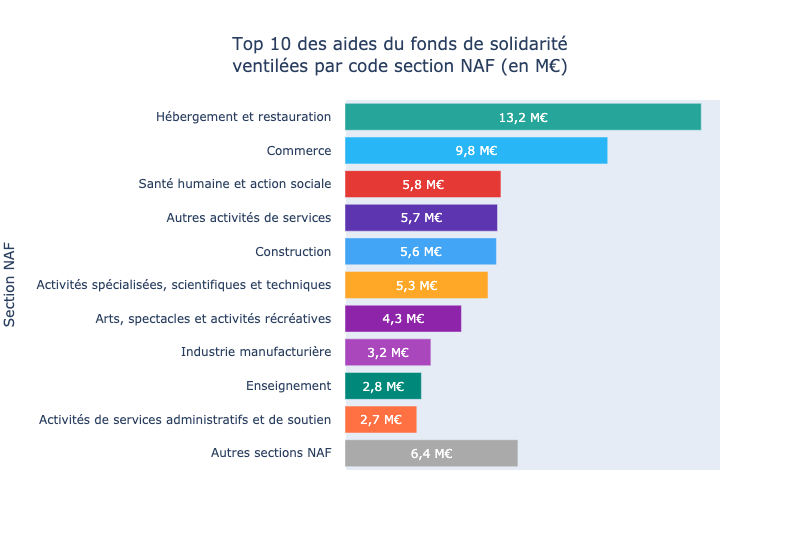 Top 10 des aides du fonds de solidarité
ventilées par code section NAF (en M€)
Section NAF
Hébergement et restauration 13,2 M€
Commerce 9,8 M€
Santé humaine et action sociale 5,8 M€
Autres activités de services 5,7 M€
Construction 5,6 M€
Activités spécialisées, scientifiques et techniques 5,3 M€
Arts, spectacles et activités récréatives 4,3 M€
Industrie manufacturière 3,2 M€
Enseignement 2,8 M€
Activités de services administratifs et de soutien 2,7 M€
Autres sections NAF 6,4 M€